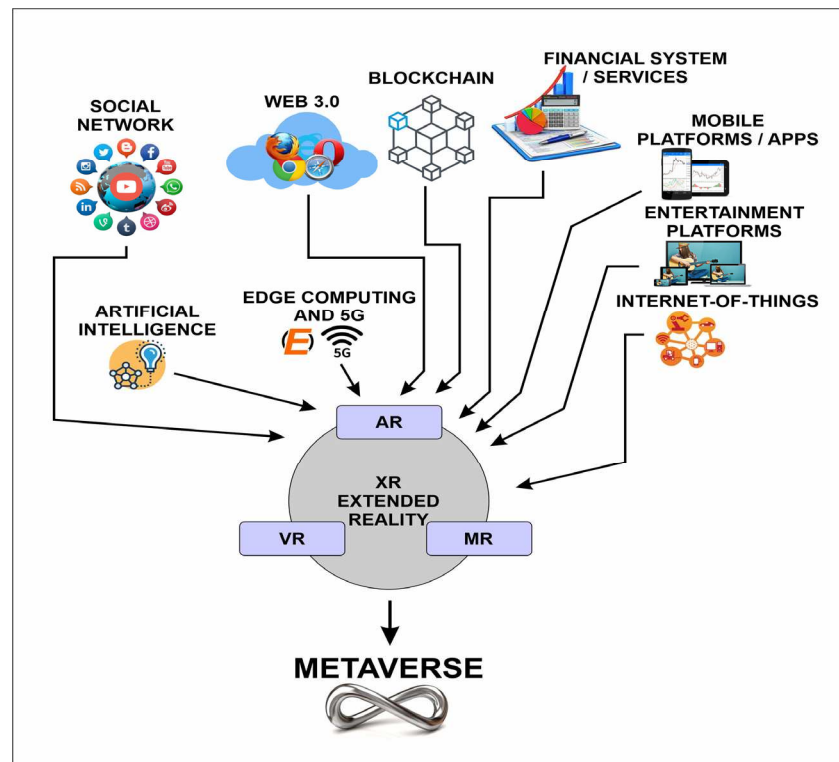 SOCIAL
NETWORK
WEB 3.0
BLOCKCHAIN
FINANCIAL SYSTEM
/ SERVICES
MOBILE
PLATFORMS / APPS
ENTERTAINMENT
PLATFORMS
INTERNET-OF-THINGS
ARTIFICIAL
INTELLIGENCE
EDGE COMPUTING
AND 5G
E
5G
AR
XR
EXTENDED
REALITY
VR
MR
METAVERSE